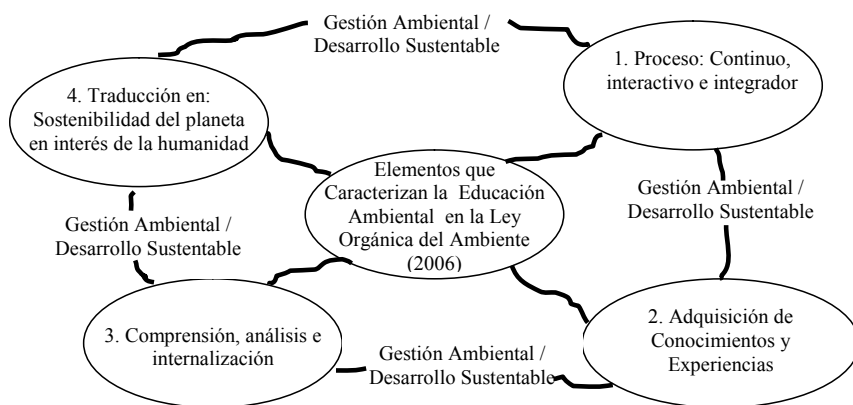 Gestión Ambiental /
Desarrollo Sustentable
1. Proceso: Continuo,
interactivo e integrador
4. Traducción en:
Sostenibilidad del planeta
en interés de la humanidad
Elementos que
Caracterizan la Educación
Ambiental en la Ley
Orgánica del Ambiente
(2006)
Gestión Ambiental /
Desarrollo Sustentable
Gestión Ambiental /
Desarrollo Sustentable
3. Comprensión, análisis e
internalización
2. Adquisición de
Conocimientos y
Experiencias
Gestión Ambiental /
Desarrollo Sustentable